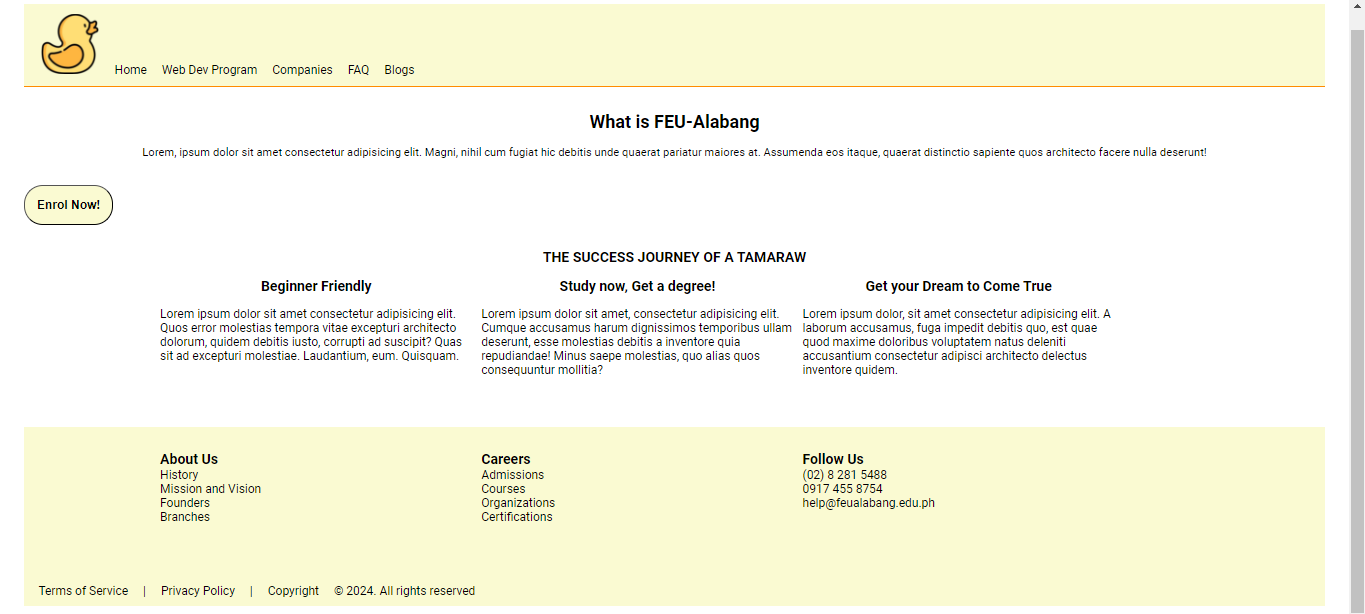 Home Web Dev Program Companies FAQ Blogs
What is FEU-Alabang
Lorem, ipsum dolor sit amet consectetur adipisicing elit. Magni, nihil cum fugiat hic debitis unde quaerat pariatur maiores at. Assumenda eos itaque, quaerat distinctio sapiente quos architecto facere nulla deserunt!
Enrol Now!
THE SUCCESS JOURNEY OF A TAMARAW
Beginner Friendly
Lorem ipsum dolor sit amet consectetur adipisicing elit.
Quos error molestias tempora vitae excepturi architecto
dolorum, quidem debitis iusto, corrupti ad suscipit? Quas
sit ad excepturi molestiae. Laudantium, eum. Quisquam.
Study now, Get a degree!
Lorem ipsum dolor sit amet, consectetur adipisicing elit.
Cumque accusamus harum dignissimos temporibus ullam
deserunt, esse molestias debitis a inventore quia
repudiandae! Minus saepe molestias, quo alias quos
consequuntur mollitia?
Get your Dream to Come True
Lorem ipsum dolor, sit amet consectetur adipisicing elit. A
laborum accusamus, fuga impedit debitis quo, est quae
quod maxime doloribus voluptatem natus deleniti
accusantium consectetur adipisci architecto delectus
inventore quidem.
About Us
History
Mission and Vision
Founders
Branches
Careers
Admissions
Courses
Organizations
Certifications
Follow Us
(02) 8 281 5488
0917 455 8754
help@feualabang.edu.ph
Terms of Service | Privacy Policy | Copyright © 2024. All rights reserved